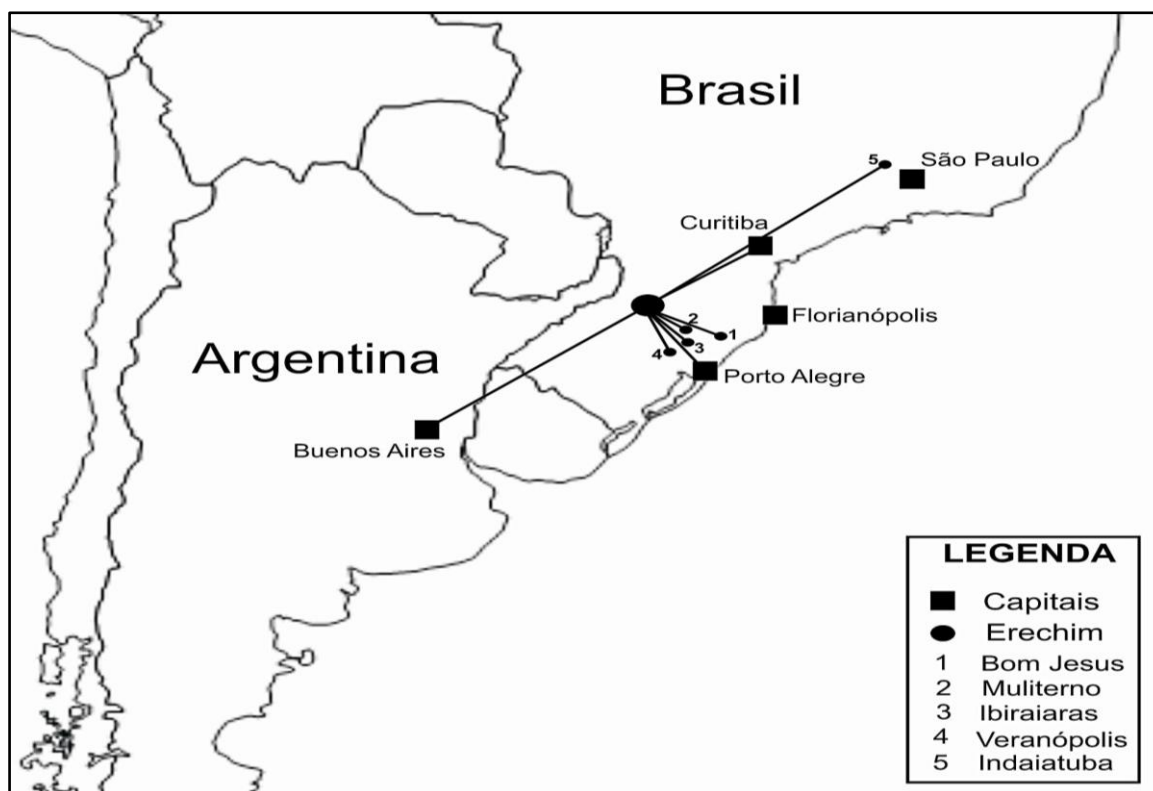 Brasil
5
São Paulo
Curitiba
Florianópolis
2
1
3
4
Argentina
Porto Alegre
Buenos Aires
LEGENDA
Capitais
Erechim
1 Bom Jesus
2 Muliterno
3 Ibiraiaras
4 Veranópolis
5 Indaiatuba